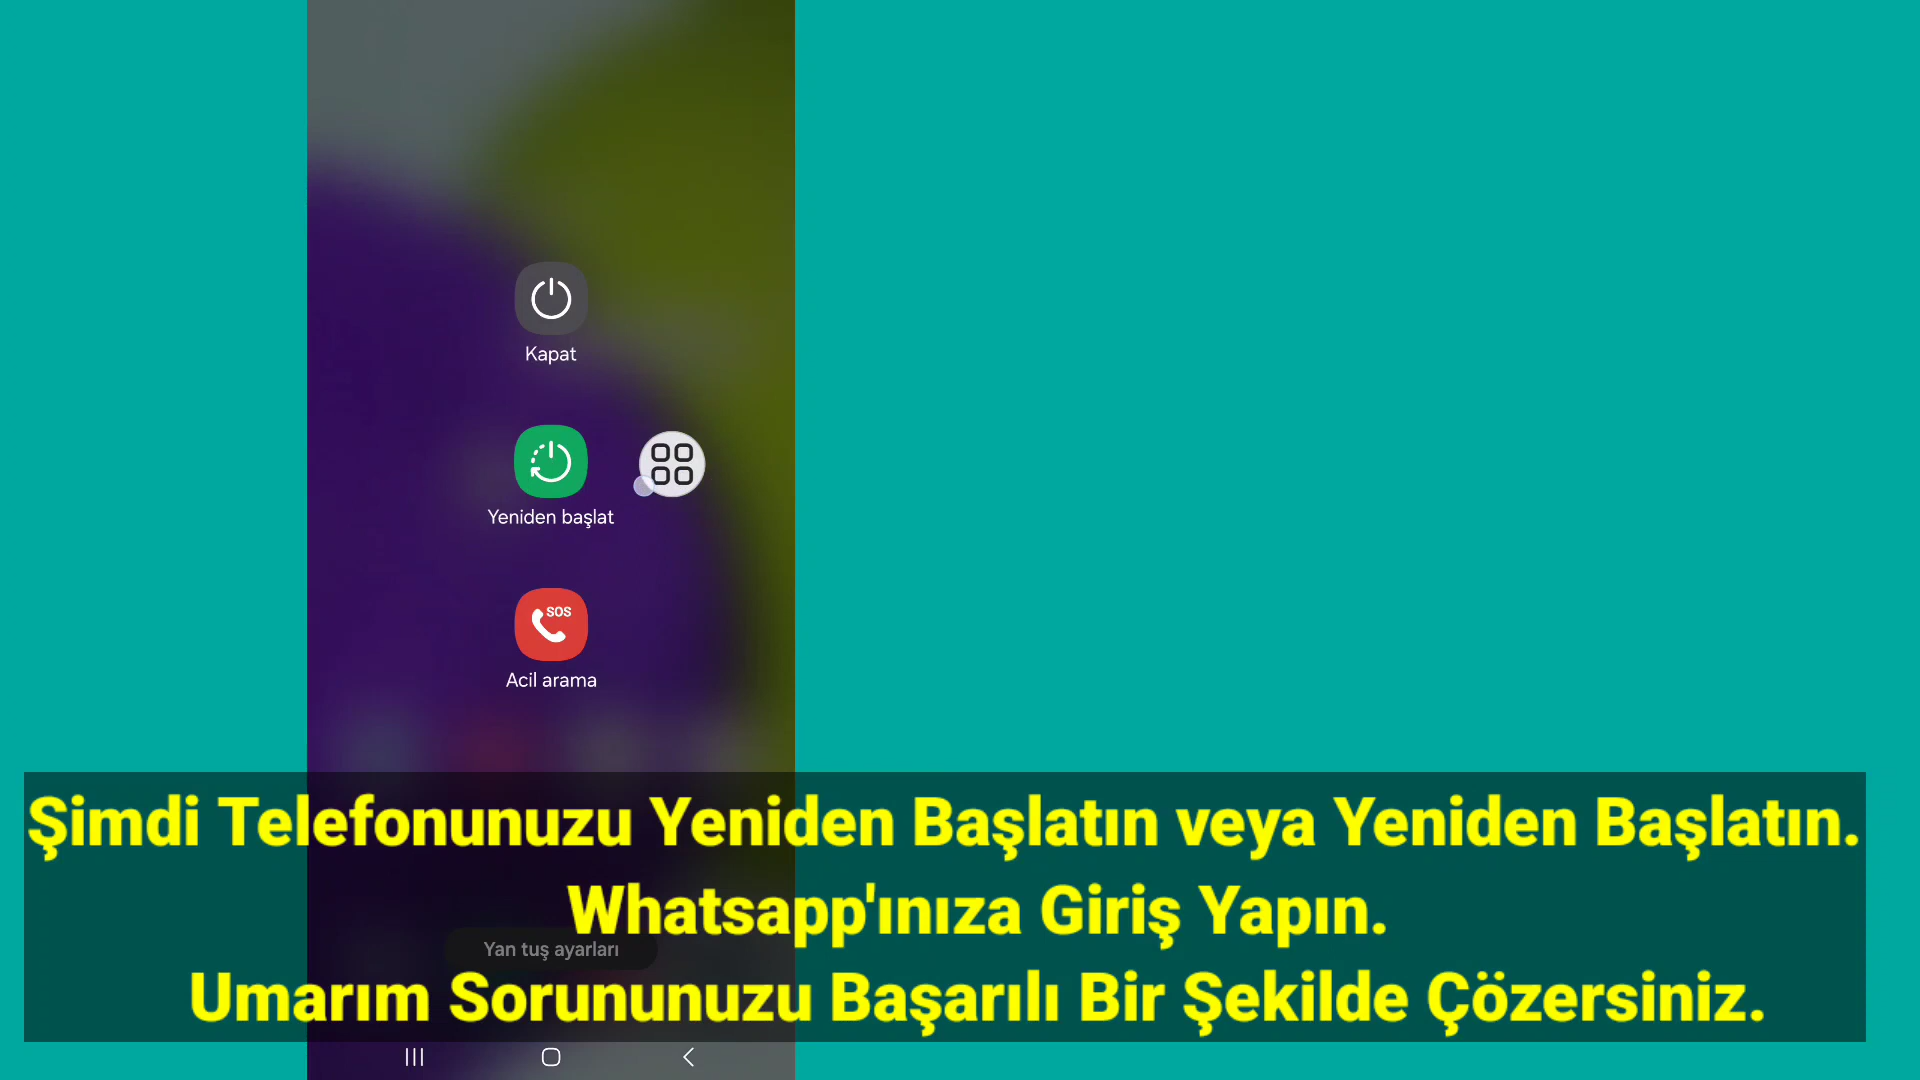 Kapat
Yeniden başlat
SOS
Acil arama
Şimdi Telefonunuzu Yeniden Başlatın veya Yeniden Başlatın.
Whatsapp'ınıza Giriş Yapın.
Yan tuş ayarları
Umarım Sorununuzu Başarılı Bir Şekilde Çözersiniz.